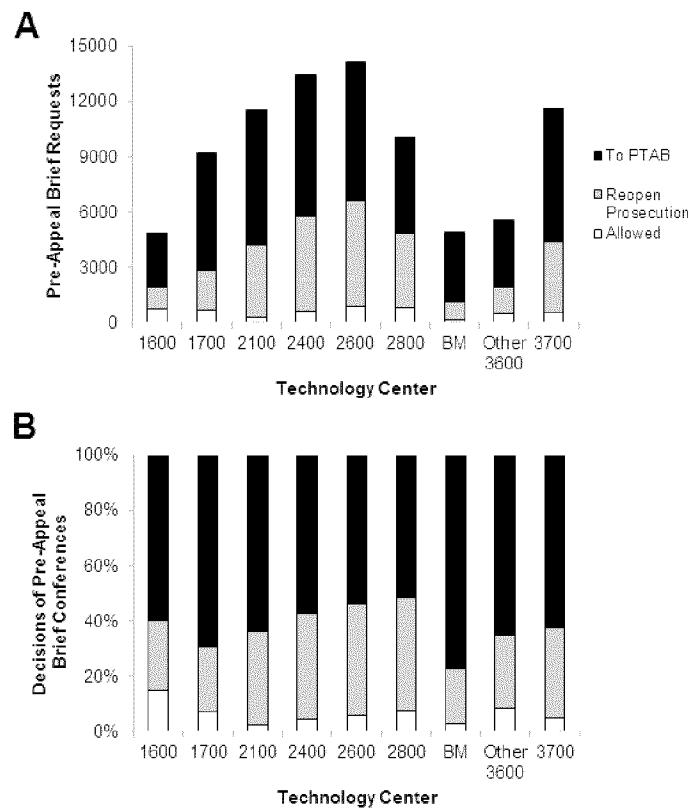 A
Pre-Appeal Brief Requests
15000
12000
9000
6000
3000
0
To PTAB
Reopen
Prosecution
Allowed
1600 1700 2100 2400 2600 2800 BM Other 3700
3600
Technology Center
B
Decisions of Pre-Appeal
Brief Conferences
100%
80%
60%
40%
20%
0%
1600 1700 2100 2400 2600 2800 BM Other 3700
3600
Technology Center